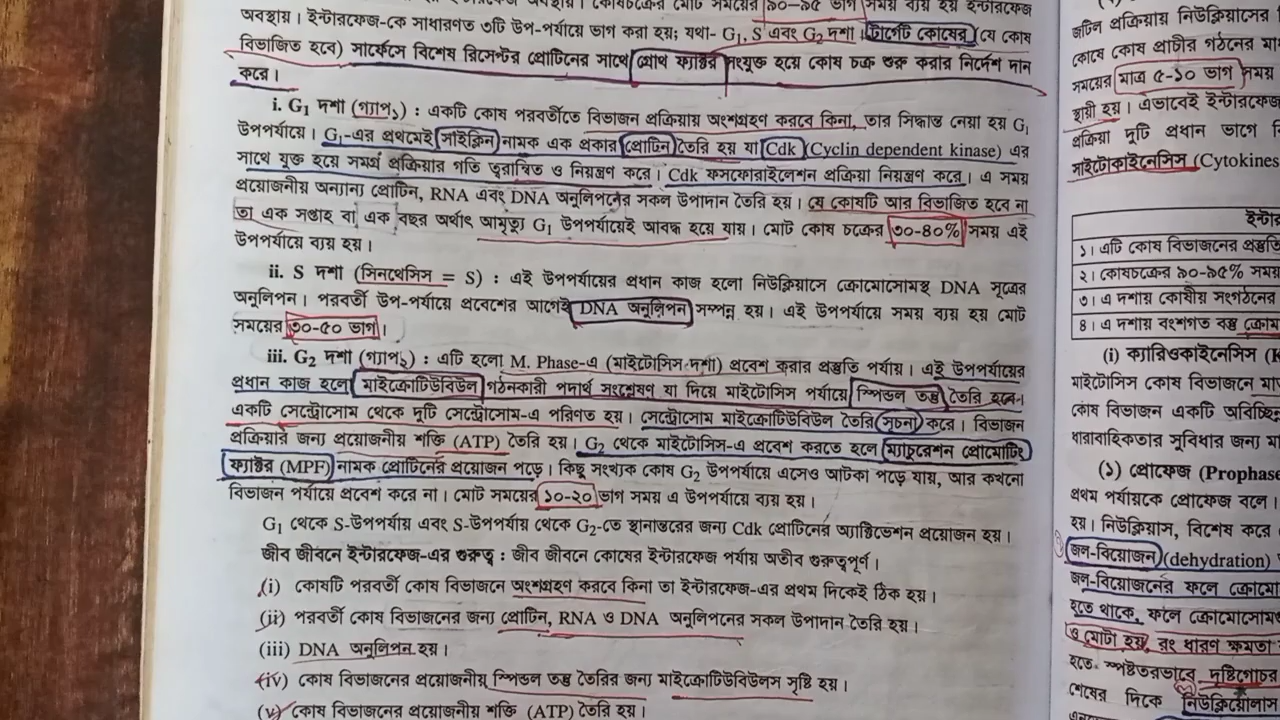 অবস্থায়। কোষচক্রের মোট সময়ের ৯০-৯৫ ভাগ সময় ব্যয় হয় ইন্টারফেজ
অবস্থায়। ইন্টারফেজ-কে সাধারণত ৩টি উপ-পর্যায়ে ভাগ করা হয়; যথা- G₁, S এবং G₂ দশা। টার্গেট কোষের (যে কোষ
বিভাজিত হবে) সার্ফেসে বিশেষ রিসেপ্টর প্রোটিনের সাথে গ্রোথ ফ্যাক্টর সংযুক্ত হয়ে কোষ চক্র শুরু করার নির্দেশ দান
করে।
i. G₁ দশা (গ্যাপ₁) : একটি কোষ পরবর্তীতে বিভাজন প্রক্রিয়ায় অংশগ্রহণ করবে কিনা, তার সিদ্ধান্ত নেয়া হয় G₁
উপপর্যায়ে। G₁-এর প্রথমেই সাইক্লিন নামক এক প্রকার প্রোটিন তৈরি হয় যা Cdk (Cyclin dependent kinase) এর
সাথে যুক্ত হয়ে সমগ্র প্রক্রিয়ার গতি ত্বরান্বিত ও নিয়ন্ত্রণ করে। Cdk ফসফোরাইলেশন প্রক্রিয়া নিয়ন্ত্রণ করে। এ সময়
প্রয়োজনীয় অন্যান্য প্রোটিন, RNA এবং DNA অনুলিপনের সকল উপাদান তৈরি হয়। যে কোষটি আর বিভাজিত হবে না
তা এক সপ্তাহ বা এক বছর অর্থাৎ আমৃত্যু G₁ উপপর্যায়েই আবদ্ধ হয়ে যায়। মোট কোষ চক্রের ৩০-৪০% সময় এই
উপপর্যায়ে ব্যয় হয়।
ii. S দশা (সিনথেসিস = S) : এই উপপর্যায়ের প্রধান কাজ হলো নিউক্লিয়াসে ক্রোমোসোমস্থ DNA সূত্রের
অনুলিপন। পরবর্তী উপ-পর্যায়ে প্রবেশের আগেই DNA অনুলিপন সম্পন্ন হয়। এই উপপর্যায়ে সময় ব্যয় হয় মোট
সময়ের ৩০-৫০ ভাগ।
iii. G₂ দশা (গ্যাপ₂) : এটি হলো M. Phase-এ (মাইটোসিস দশা) প্রবেশ করার প্রস্তুতি পর্যায়। এই উপপর্যায়ের
প্রধান কাজ হলো মাইক্রোটিউবিউল গঠনকারী পদার্থ সংশ্লেষণ যা দিয়ে মাইটোসিস পর্যায়ে স্পিন্ডল তন্তু তৈরি হবে।
একটি সেন্ট্রোসোম থেকে দুটি সেন্ট্রোসোম-এ পরিণত হয়। সেন্ট্রোসোম মাইক্রোটিউবিউল তৈরির সূচনা করে। বিভাজন
প্রক্রিয়ার জন্য প্রয়োজনীয় শক্তি (ATP) তৈরি হয়। G₂ থেকে মাইটোসিস-এ প্রবেশ করতে হলে ম্যাচুরেশন প্রোমোটিং
ফ্যাক্টর (MPF) নামক প্রোটিনের প্রয়োজন পড়ে। কিছু সংখ্যক কোষ G₂ উপপর্যায়ে এসেও আটকা পড়ে যায়, আর কখনো
বিভাজন পর্যায়ে প্রবেশ করে না। মোট সময়ের ১০-২০ ভাগ সময় এ উপপর্যায়ে ব্যয় হয়।
G₁ থেকে S-উপপর্যায় এবং S-উপপর্যায় থেকে G₂-তে স্থানান্তরের জন্য Cdk প্রোটিনের অ্যাক্টিভেশন প্রয়োজন হয়।
জীব জীবনে ইন্টারফেজ-এর গুরুত্ব : জীব জীবনে কোষের ইন্টারফেজ পর্যায় অতীব গুরুত্বপূর্ণ।
(i) কোষটি পরবর্তী কোষ বিভাজনে অংশগ্রহণ করবে কিনা তা ইন্টারফেজ-এর প্রথম দিকেই ঠিক হয়।
(ii) পরবর্তী কোষ বিভাজনের জন্য প্রোটিন, RNA ও DNA অনুলিপনের সকল উপাদান তৈরি হয়।
(iii) DNA অনুলিপন হয়।
(iv) কোষ বিভাজনের প্রয়োজনীয় স্পিন্ডল তন্তু তৈরির জন্য মাইক্রোটিউবিউলস সৃষ্টি হয়।
(v) কোষ বিভাজনের প্রয়োজনীয় শক্তি (ATP) তৈরি হয়।
জটিল প্রক্রিয়ায় নিউক্লিয়াসের
কোষে কোষ প্রাচীর গঠনের
সময়ের মাত্র ৫-১০ ভাগ সময়
স্থায়ী হয়। এভাবেই
প্রক্রিয়া দুটি প্রধান ভাগে
সাইটোকাইনেসিস
১। এটি কোষ বিভাজনের
২। কোষচক্রের ৯০-৯৫% সময়
৩। এ দশায় কোষীয় সংগঠনের
৪। এ দশায় বংশগত বস্তু
(i) ক্যারিওকাইনেসিস
মাইটোসিস কোষ বিভাজনে
কোষ বিভাজন একটি
ধারাবাহিকতার সুবিধার জন্য
(১) প্রোফেজ (Prophase
প্রথম পর্যায়কে প্রোফেজ বলে।
হয়। নিউক্লিয়াস, বিশেষ করে
জল-বিয়োজন (dehydration)
জল-বিয়োজনের ফলে
হতে থাকে, ফলে
ও মোটা হয়, রং ধারণ ক্ষমতা
হতে স্পষ্টতরভাবে দৃষ্টিগোচর
শেষের দিকে নিউক্লিয়োলাস